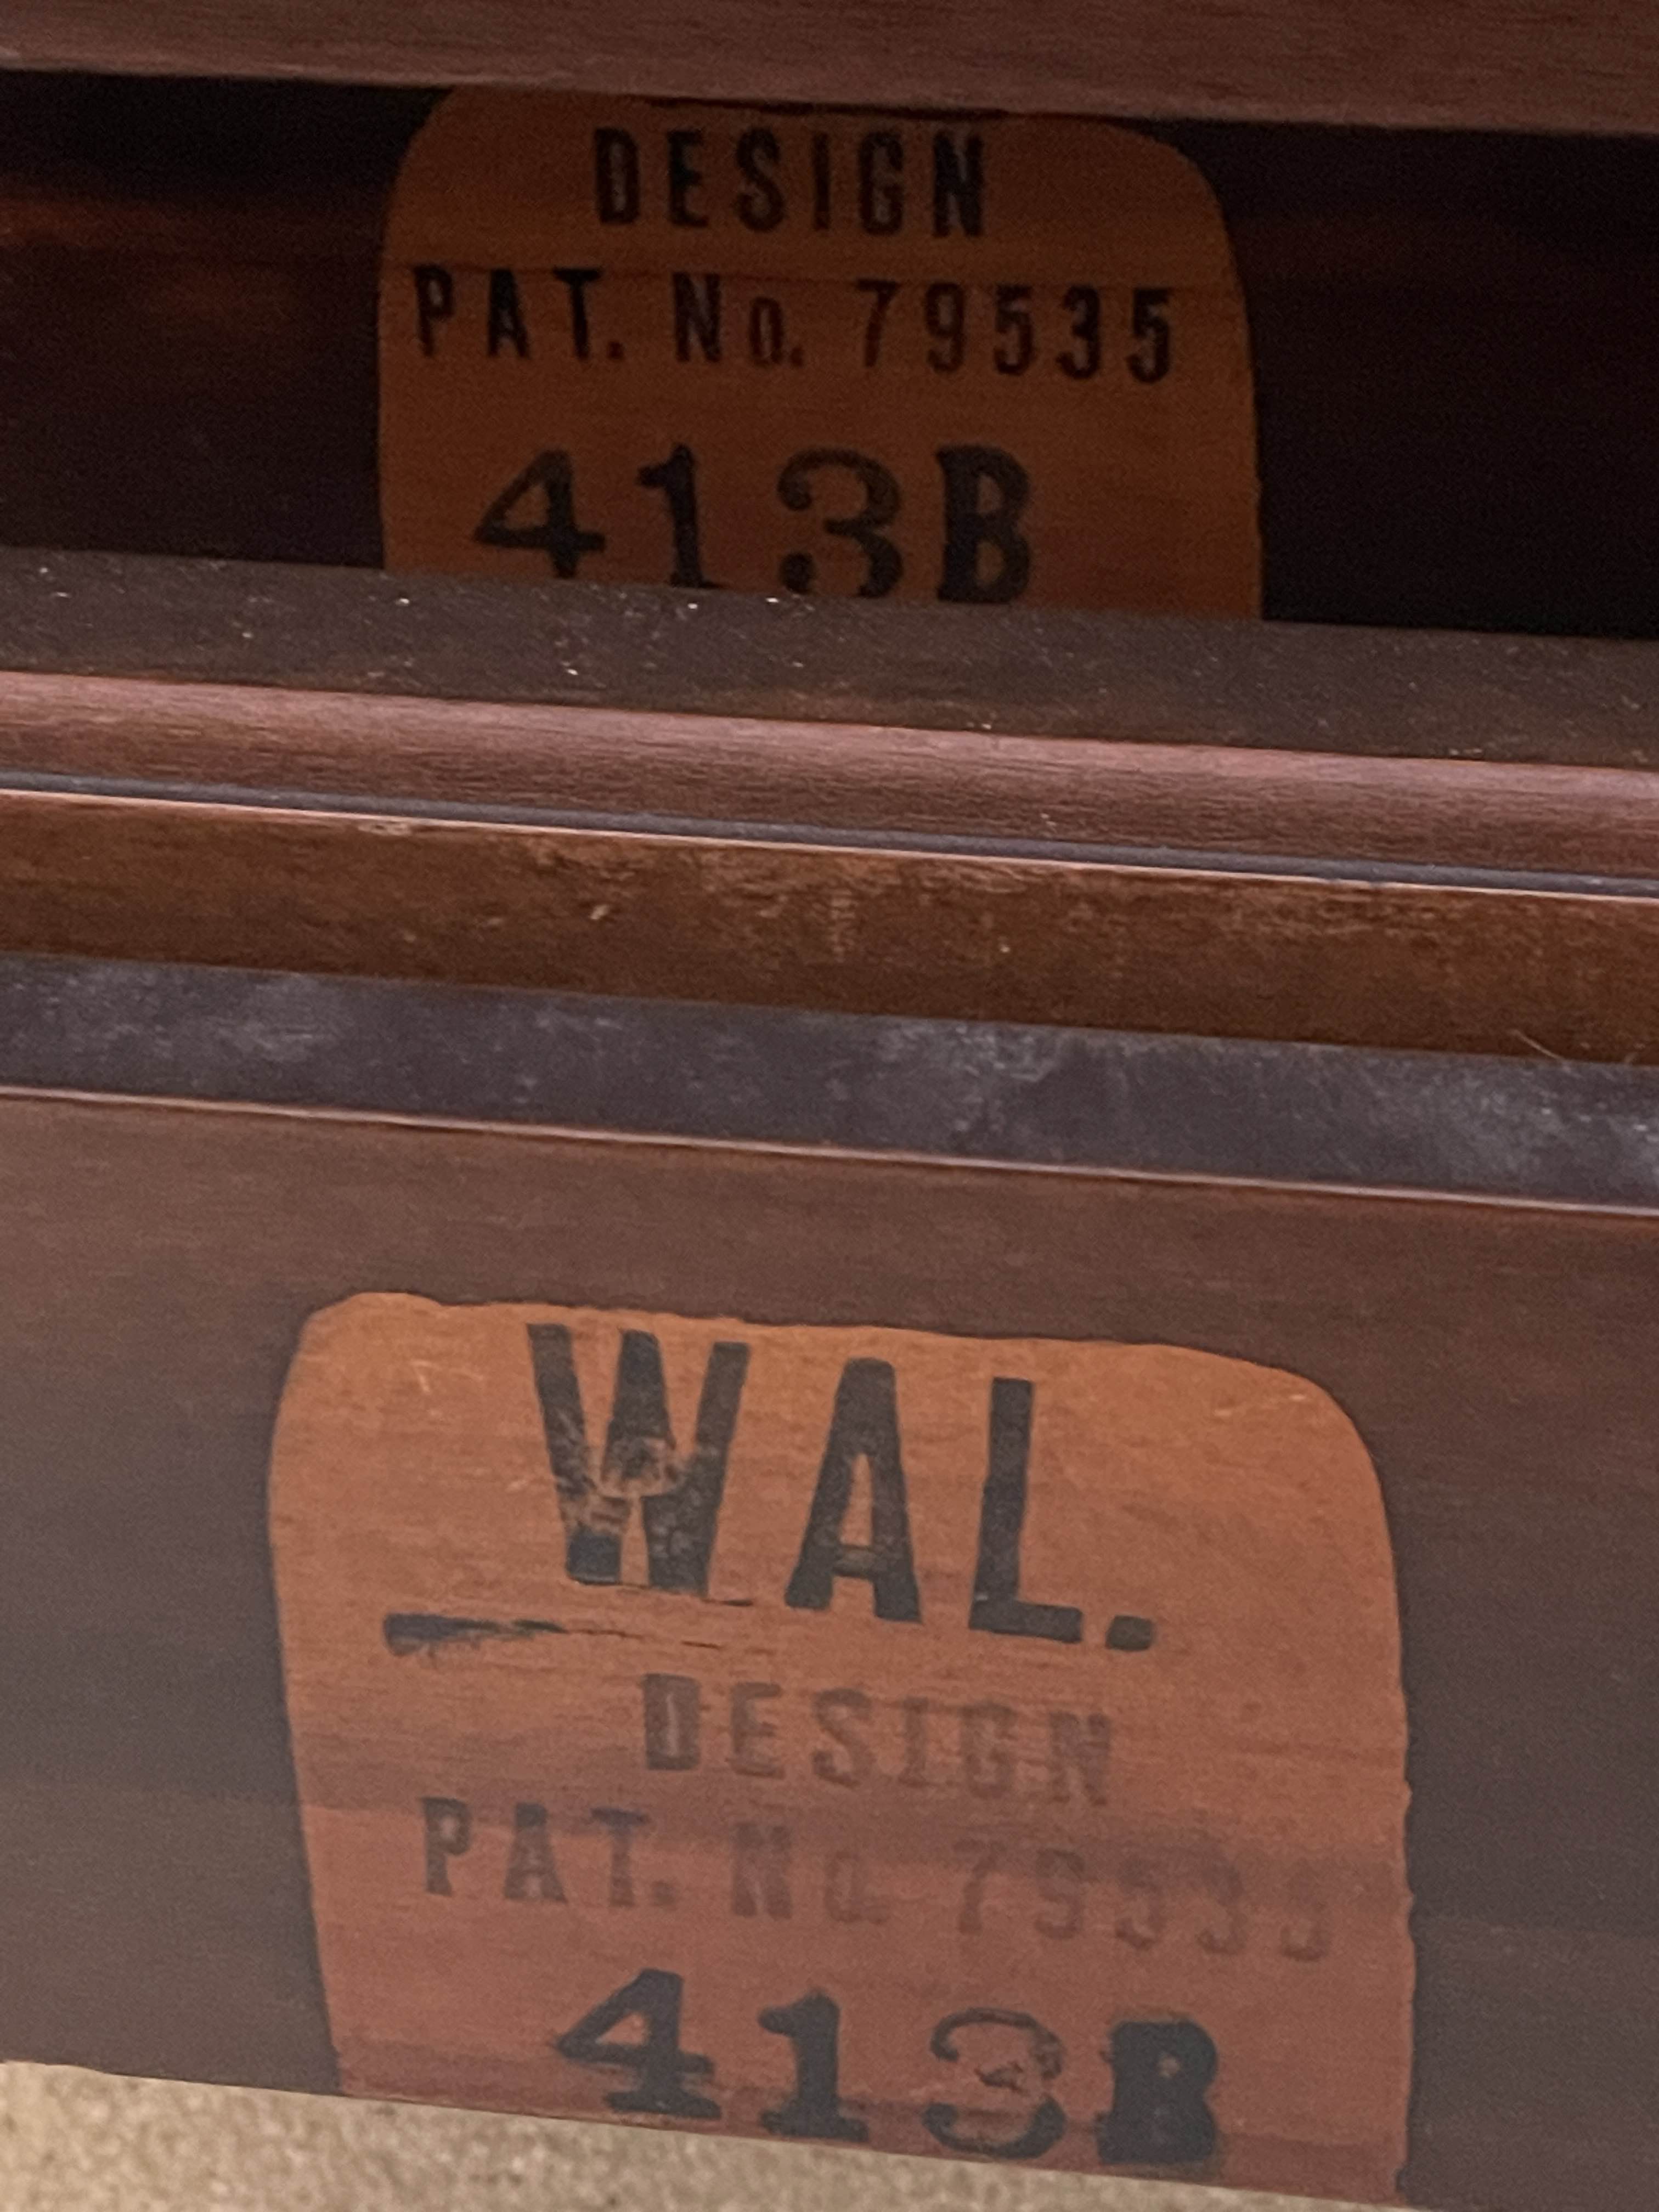 DESIGN
PAT. No. 79535
413B
WAL.
DESIGN
PAT. No. 79535
413B